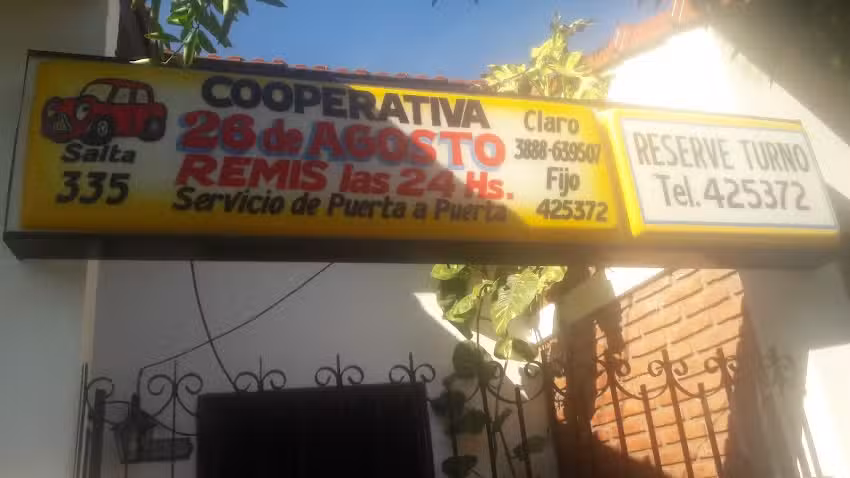 COOPERATIVA
26 de AGOSTO
REMIS las 24 Hs.
Servicio de Puerta a Puerta
Salta
335
Claro
3888-639507
Fijo
425372
RESERVE TURNO
Tel. 425372